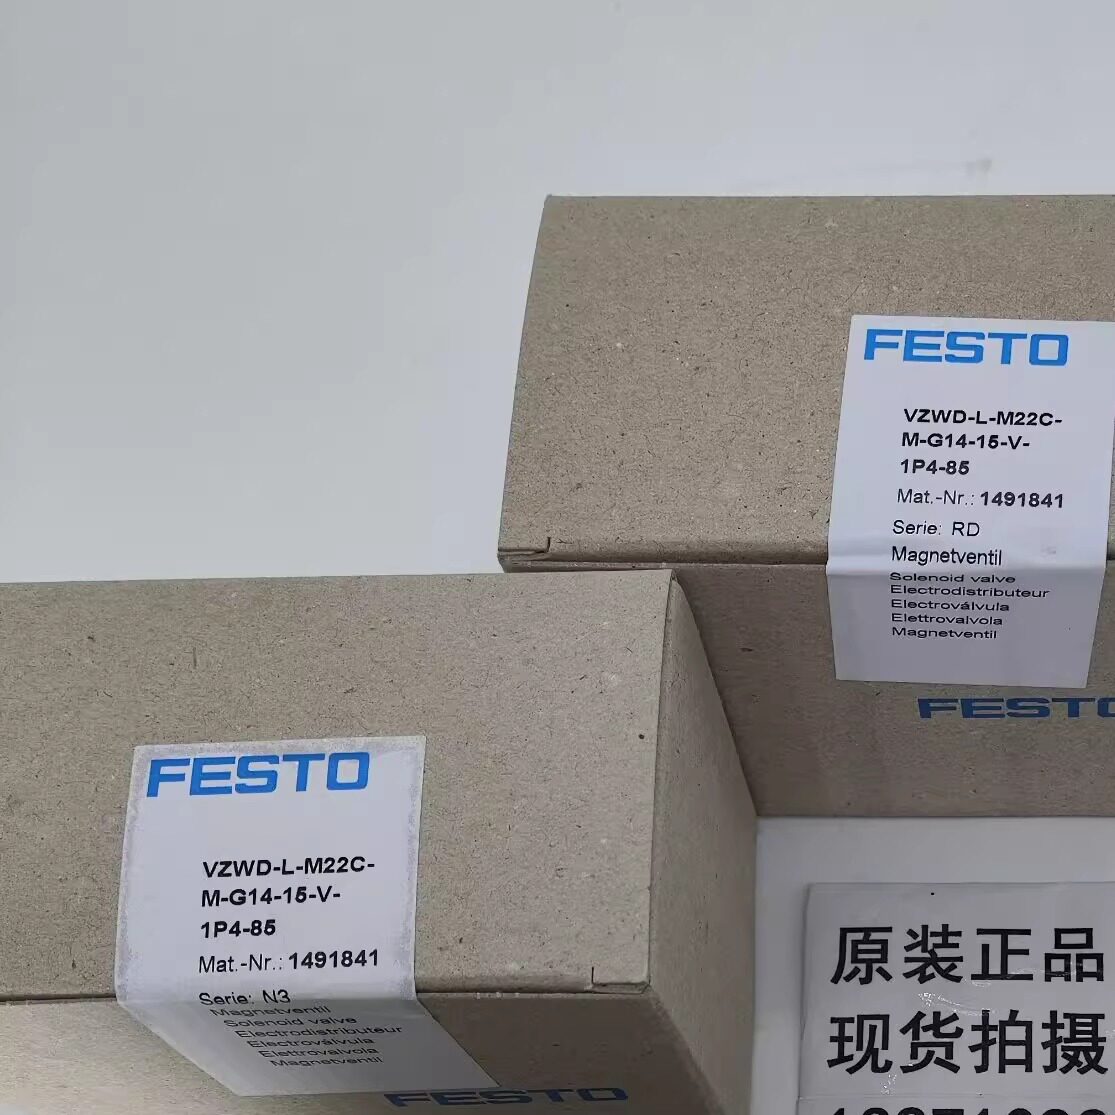 FESTO
VZWD-L-M22C-
M-G14-15-V-
1P4-85
Mat.-Nr.: 1491841
Serie: RD
Magnetventil
Solenoid valve
Electrodistributeur
Electroválvula
Elettrovalvola
Magnetventil
FESTO
FESTO
VZWD-L-M22C-
M-G14-15-V-
1P4-85
Mat.-Nr.: 1491841
Serie: N3
Magnetventil
Solenoid valve
Electrodistributeur
Electroválvula
Elettrovalvola
Magnetventil
FESTO
原装正品
现货拍摄